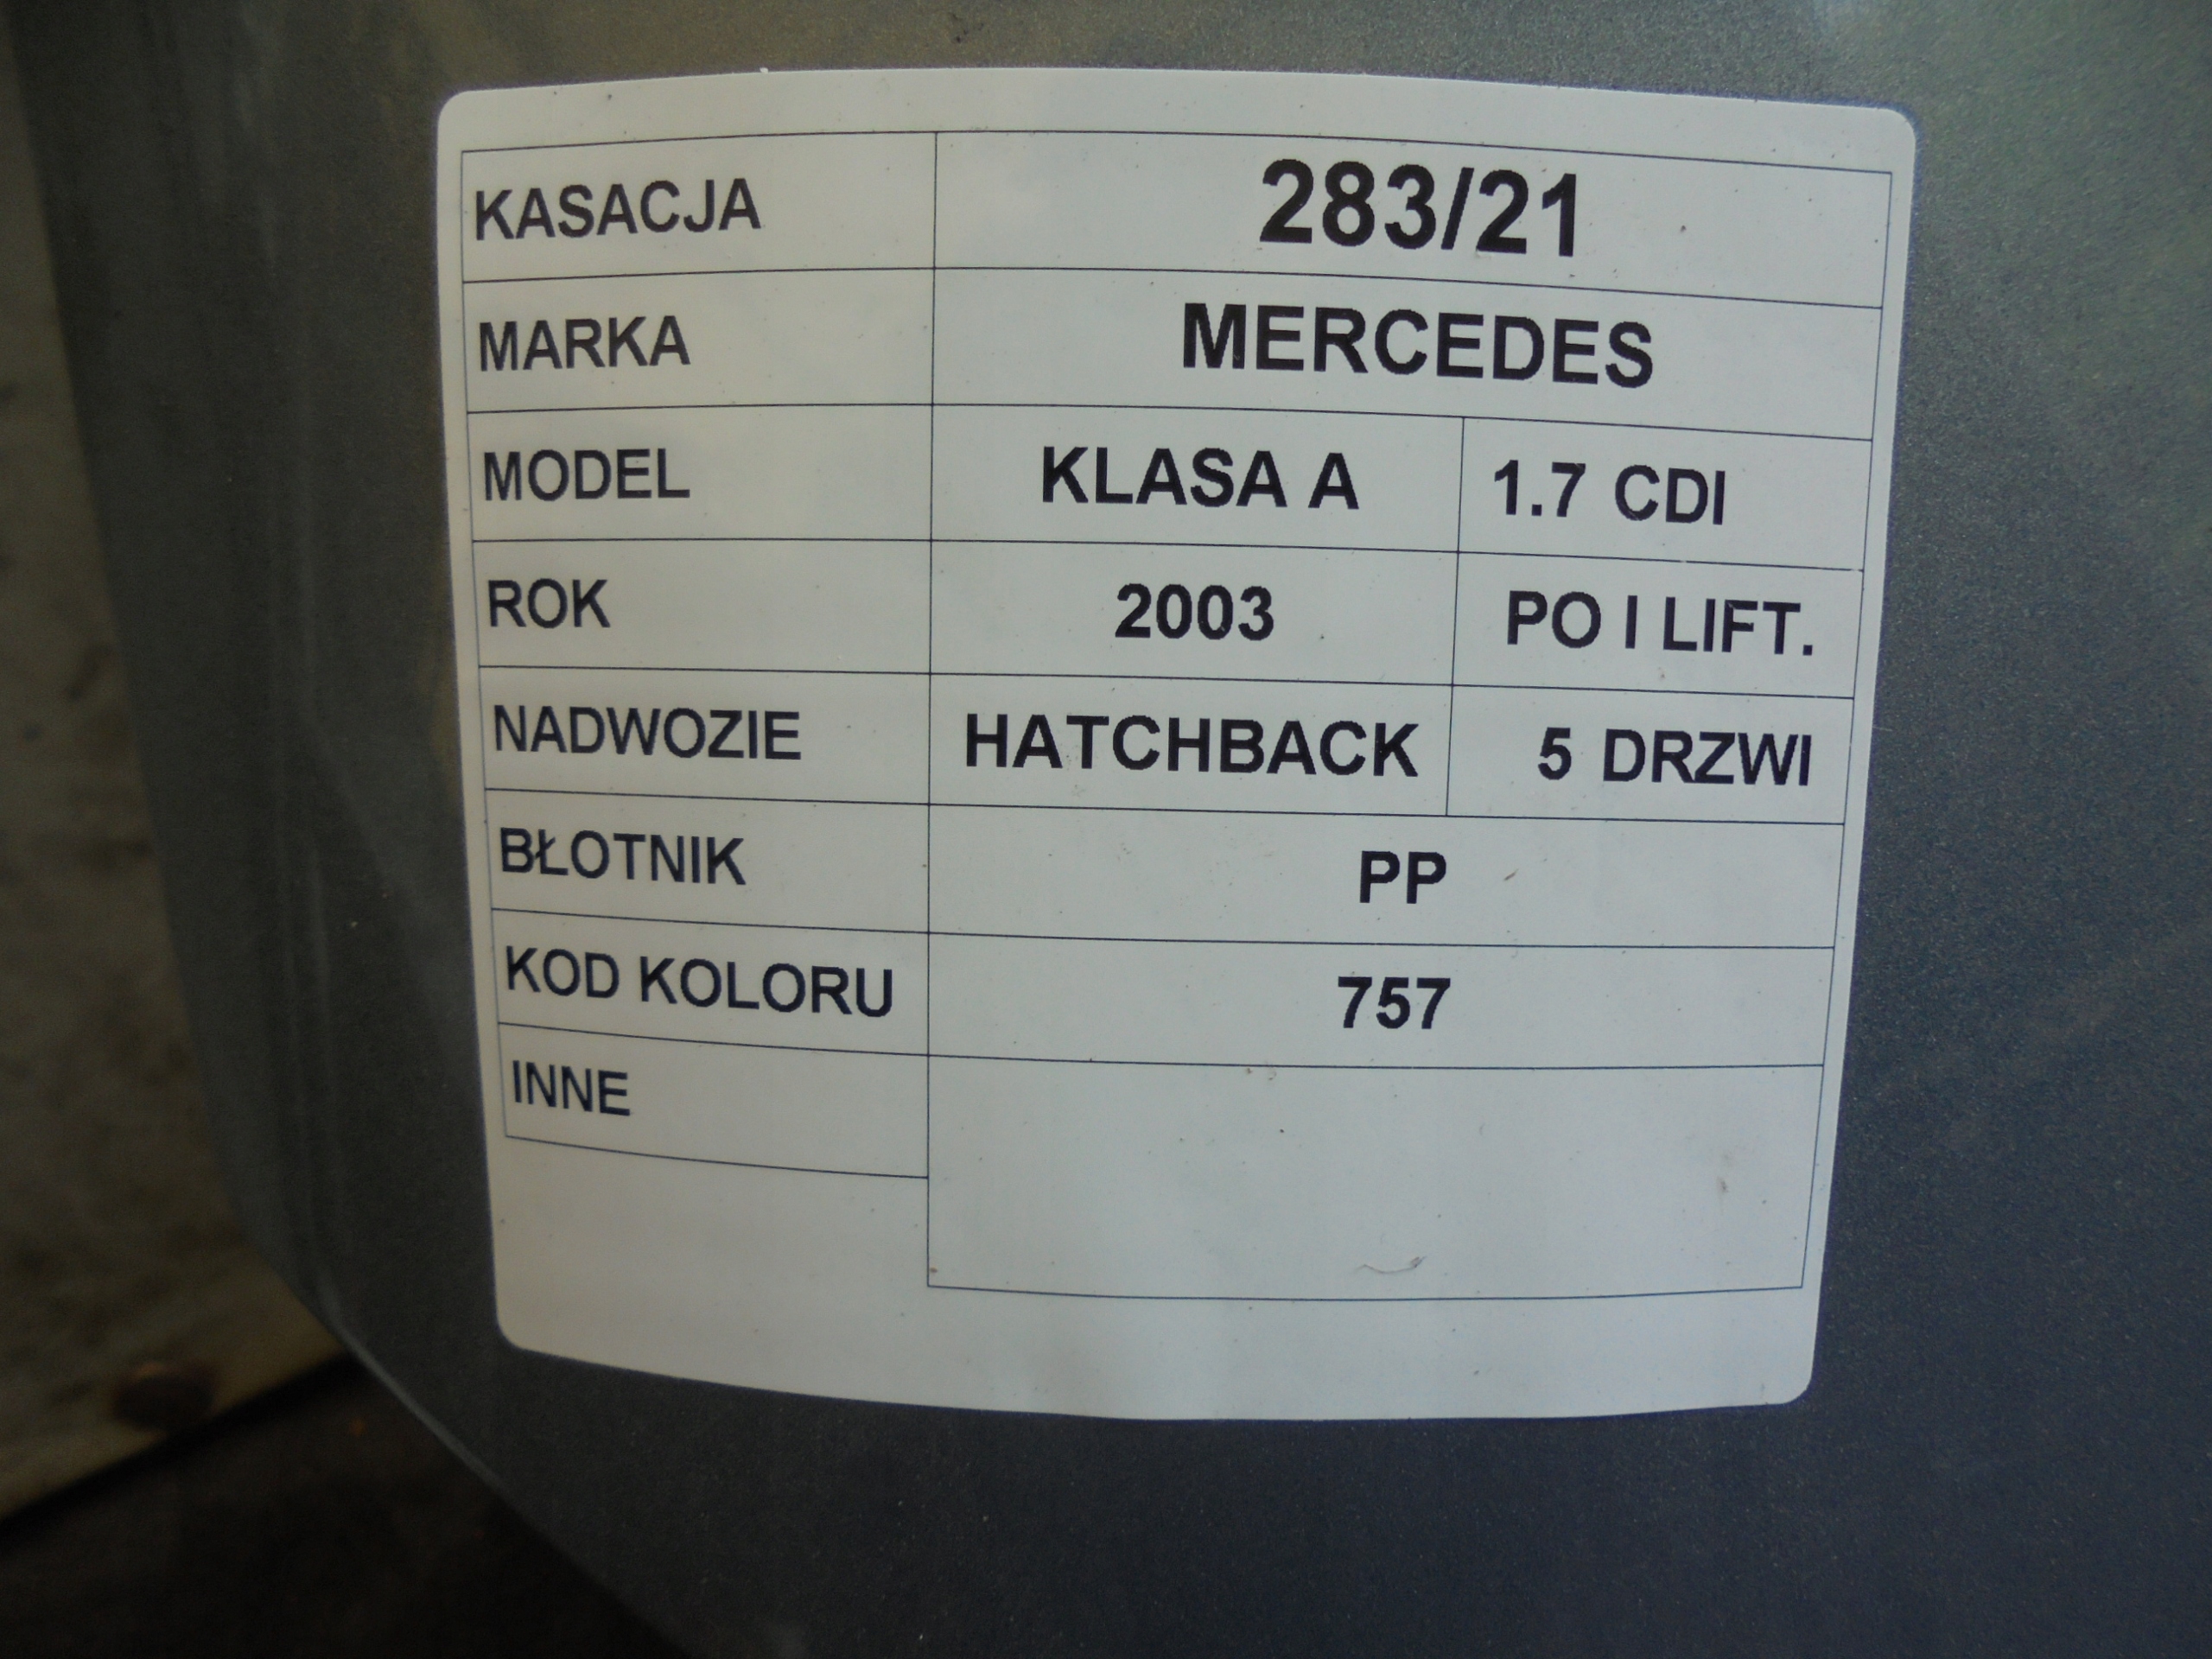 KASACJA 283/21
MARKA MERCEDES
MODEL KLASA A 1.7 CDI
ROK 2003 PO I LIFT.
NADWOZIE HATCHBACK 5 DRZWI
BŁOTNIK PP
KOD KOLORU 757
INNE